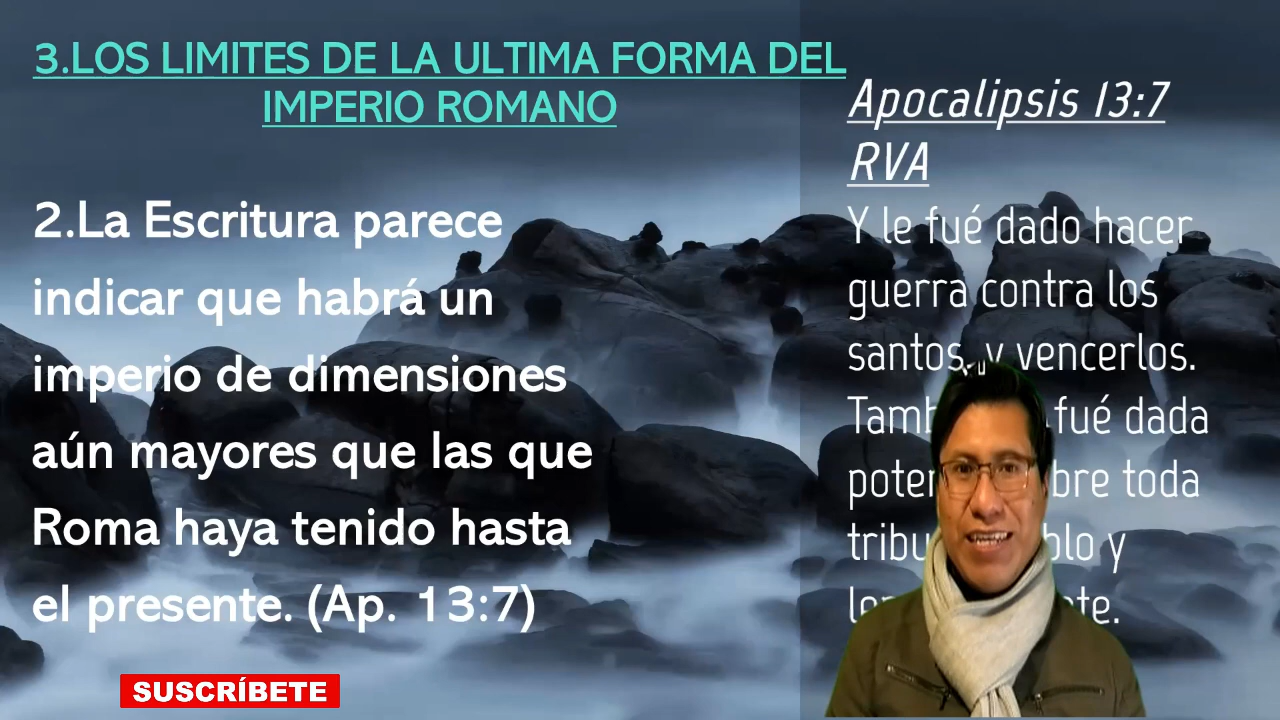 3.LOS LIMITES DE LA ULTIMA FORMA DEL
IMPERIO ROMANO
2.La Escritura parece
indicar que habrá un
imperio de dimensiones
aún mayores que las que
Roma haya tenido hasta
el presente. (Ap. 13:7)
SUSCRÍBETE
Apocalipsis 13:7
RVA
Y le fué dado hacer
guerra contra los
santos, y vencerlos.
fué dada
toda
y